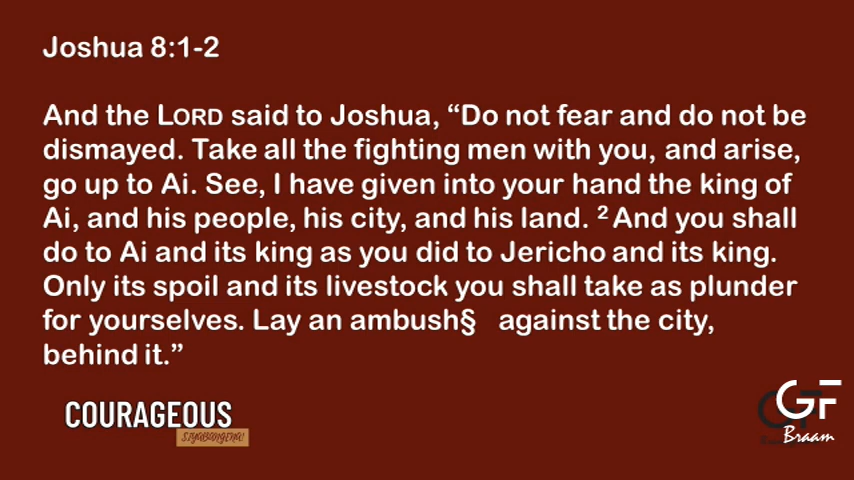 Joshua 8:1-2
And the LORD said to Joshua, “Do not fear and do not be
dismayed. Take all the fighting men with you, and arise,
go up to Ai. See, I have given into your hand the king of
Ai, and his people, his city, and his land. ² And you shall
do to Ai and its king as you did to Jericho and its king.
Only its spoil and its livestock you shall take as plunder
for yourselves. Lay an ambush§ against the city,
behind it.”
COURAGEOUS
GF
Braam